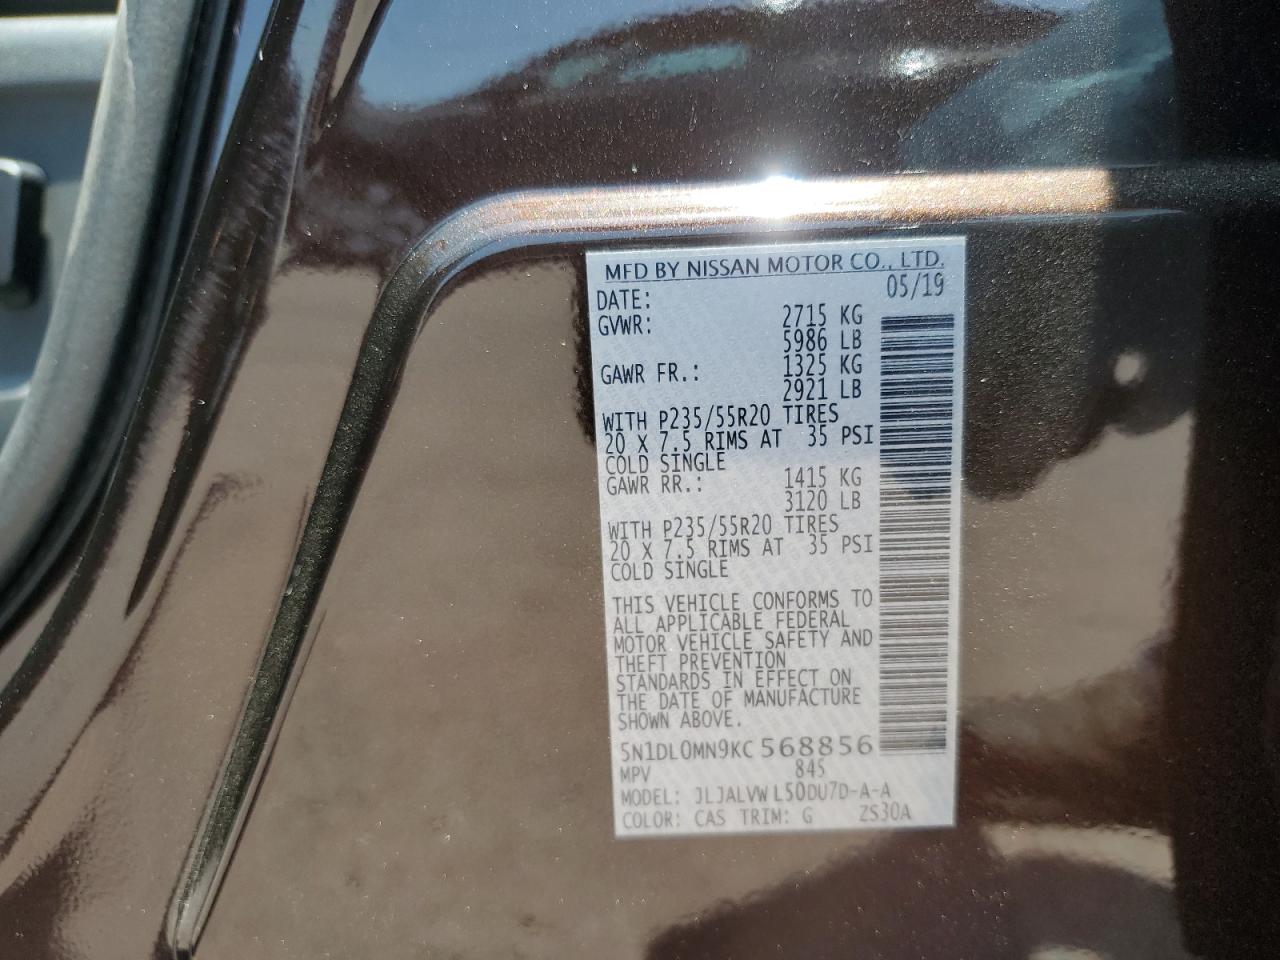 MFD BY NISSAN MOTOR CO., LTD.
DATE: 05/19
GVWR: 2715 KG
5986 LB
GAWR FR.: 1325 KG
2921 LB
WITH P235/55R20 TIRES
20 X 7.5 RIMS AT 35 PSI
COLD SINGLE
GAWR RR.: 1415 KG
3120 LB
WITH P235/55R20 TIRES
20 X 7.5 RIMS AT 35 PSI
COLD SINGLE
THIS VEHICLE CONFORMS TO
ALL APPLICABLE FEDERAL
MOTOR VEHICLE SAFETY AND
THEFT PREVENTION
STANDARDS IN EFFECT ON
THE DATE OF MANUFACTURE
SHOWN ABOVE.
5N1DL0MN9KC 568856
MPV 845
MODEL: JLJALVW L50DU7D-A-A
COLOR: CAS TRIM: G ZS30A